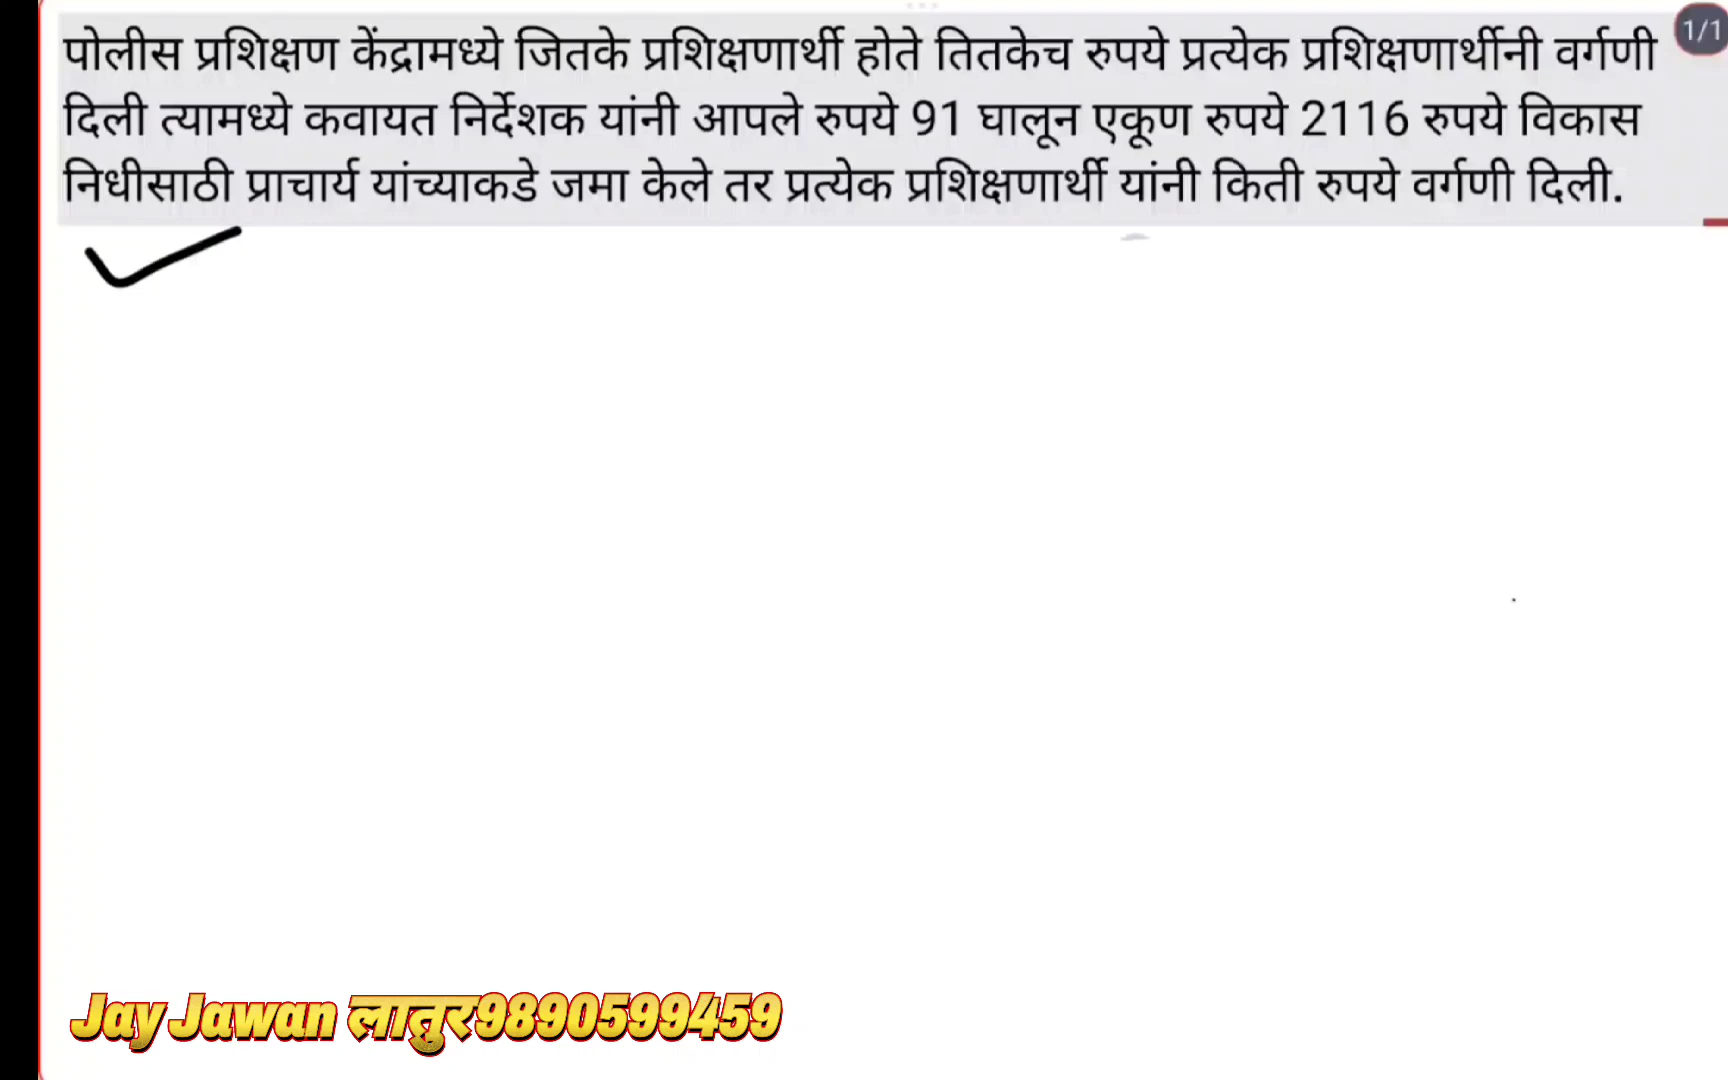 पोलीस प्रशिक्षण केंद्रामध्ये जितके प्रशिक्षणार्थी होते तितकेच रुपये प्रत्येक प्रशिक्षणार्थीनी वर्गणी
दिली त्यामध्ये कवायत निर्देशक यांनी आपले रुपये 91 घालून एकूण रुपये 2116 रुपये विकास
निधीसाठी प्राचार्य यांच्याकडे जमा केले तर प्रत्येक प्रशिक्षणार्थी यांनी किती रुपये वर्गणी दिली.
1/1
Jay Jawan लातुर9890599459